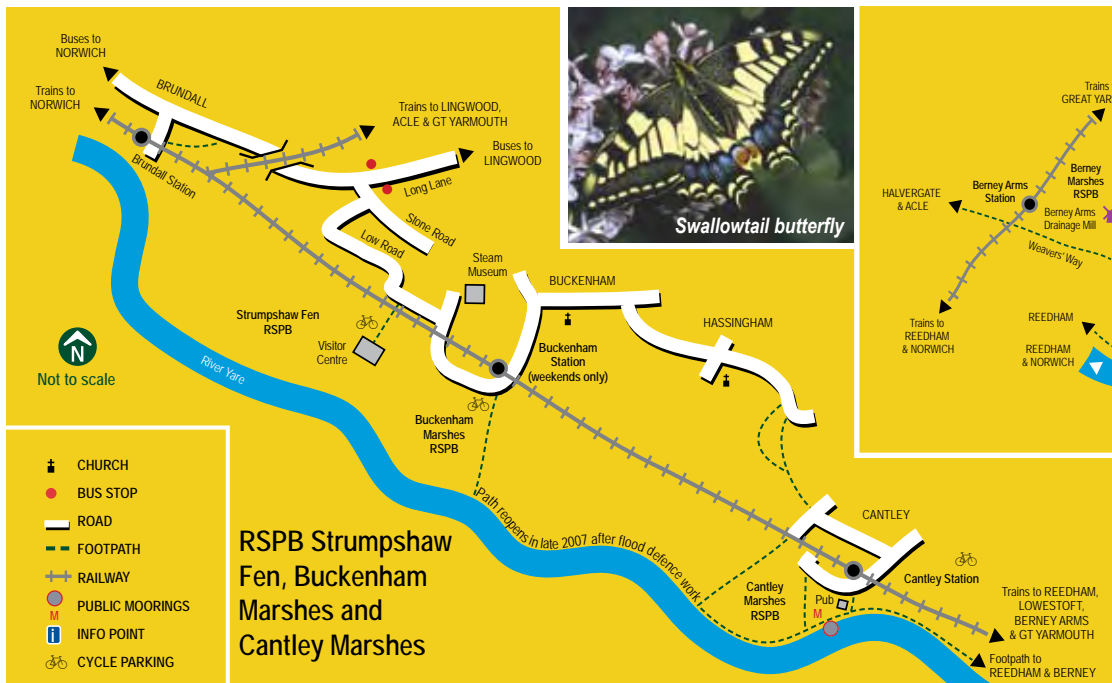 Buses to
NORWICH
BRUNDALL
Trains to
NORWICH
Trains to LINGWOOD,
ACLE & GT YARMOUTH
Buses to
LINGWOOD
Brundall Station
Long Lane
Stone Road
Low Road
Steam
Museum
BUCKENHAM
HASSINGHAM
Strumpshaw Fen
RSPB
Visitor
Centre
N
Not to scale
River Yare
Buckenham
Station
(weekends only)
Buckenham
Marshes
RSPB
Path reopens in late 2007 after flood defence work
CANTLEY
Cantley Station
Cantley
Marshes
RSPB
Pub
M
Trains to REEDHAM,
LOWESTOFT,
BERNEY ARMS
& GT YARMOUTH
Footpath to
REEDHAM & BERNEY
Swallowtail butterfly
Trains to
GREAT YAR
Berney Arms
Station
Berney
Marshes
RSPB
HALVERGATE
& ACLE
Berney Arms
Drainage Mill
Weavers' Way
Trains to
REEDHAM
& NORWICH
REEDHAM
REEDHAM
& NORWICH
CHURCH
BUS STOP
ROAD
FOOTPATH
RAILWAY
PUBLIC MOORINGS
M
i
INFO POINT
CYCLE PARKING
RSPB Strumpshaw
Fen, Buckenham
Marshes and
Cantley Marshes